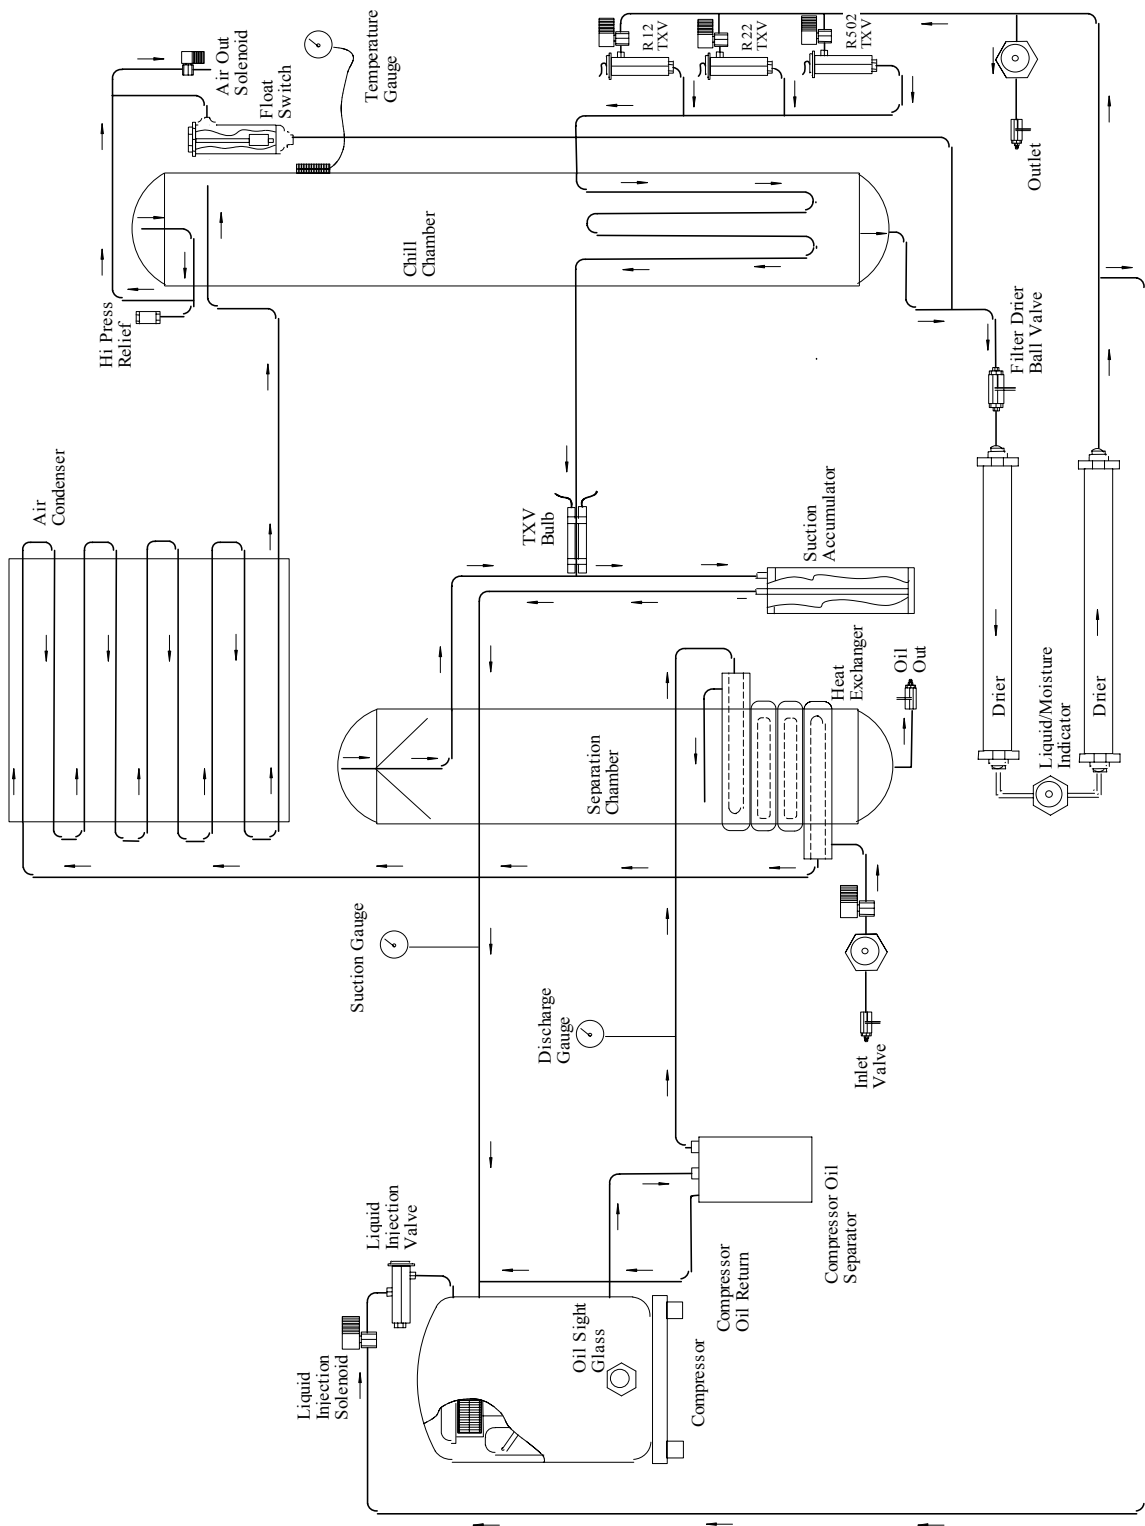 Air Out
Solenoid
Float
Switch
Temperature
Gauge
R12
TXV
R22
TXV
R502
TXV
Outlet
Hi Press
Relief
Chill
Chamber
Filter Drier
Ball Valve
Air
Condenser
TXV
Bulb
Suction
Accumulator
Separation
Chamber
Heat
Exchanger
Oil
Out
Drier
Liquid/Moisture
Indicator
Drier
Suction Gauge
Discharge
Gauge
Inlet
Valve
Liquid
Injection
Valve
Liquid
Injection
Solenoid
Oil Sight
Glass
Compressor
Compressor
Oil Return
Compressor Oil
Separator